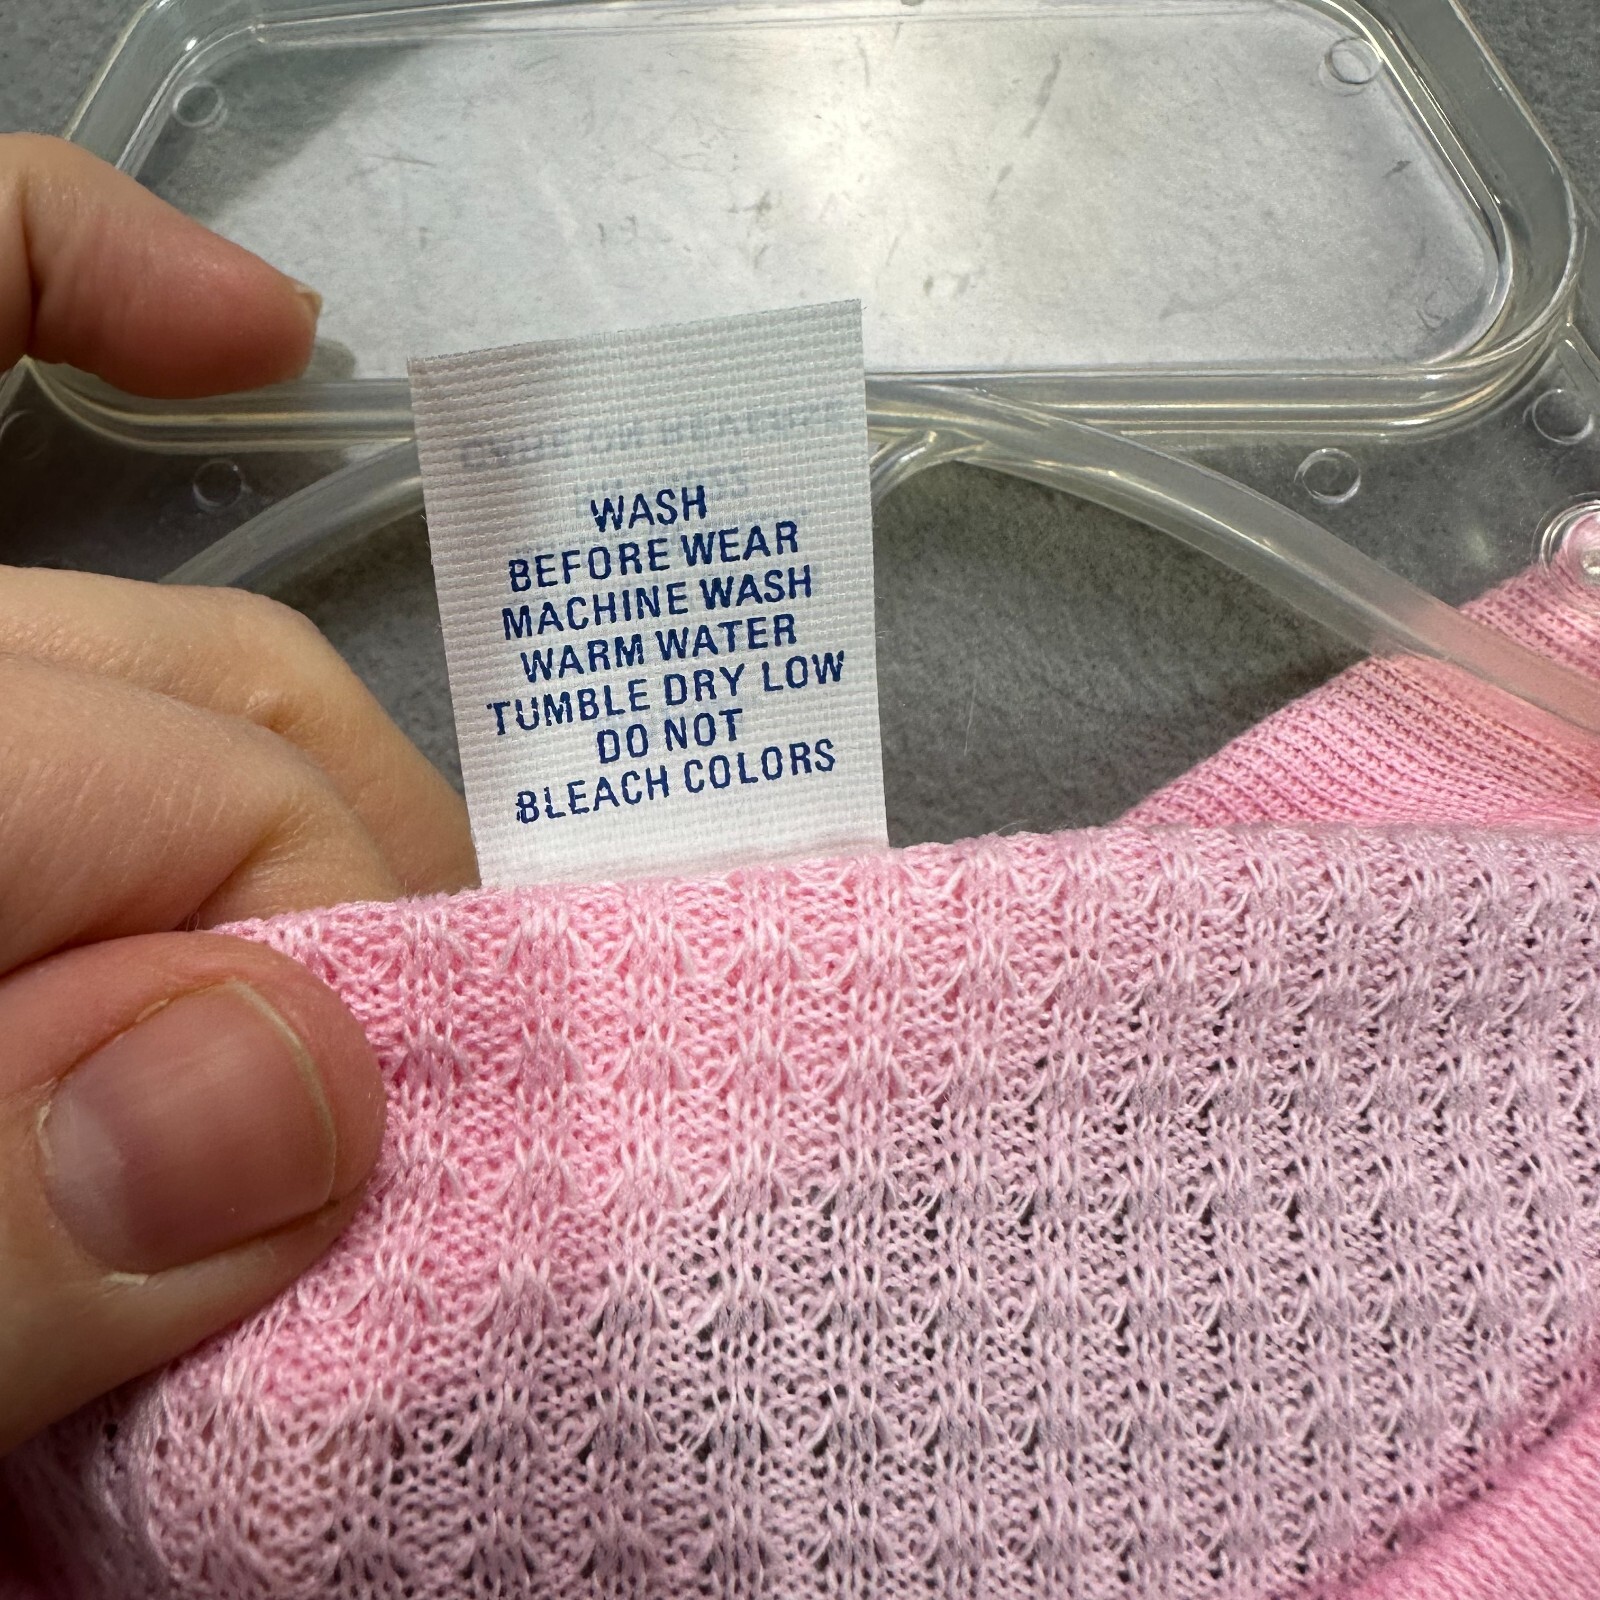 WASH
BEFORE WEAR
MACHINE WASH
WARM WATER
TUMBLE DRY LOW
DO NOT
BLEACH COLORS